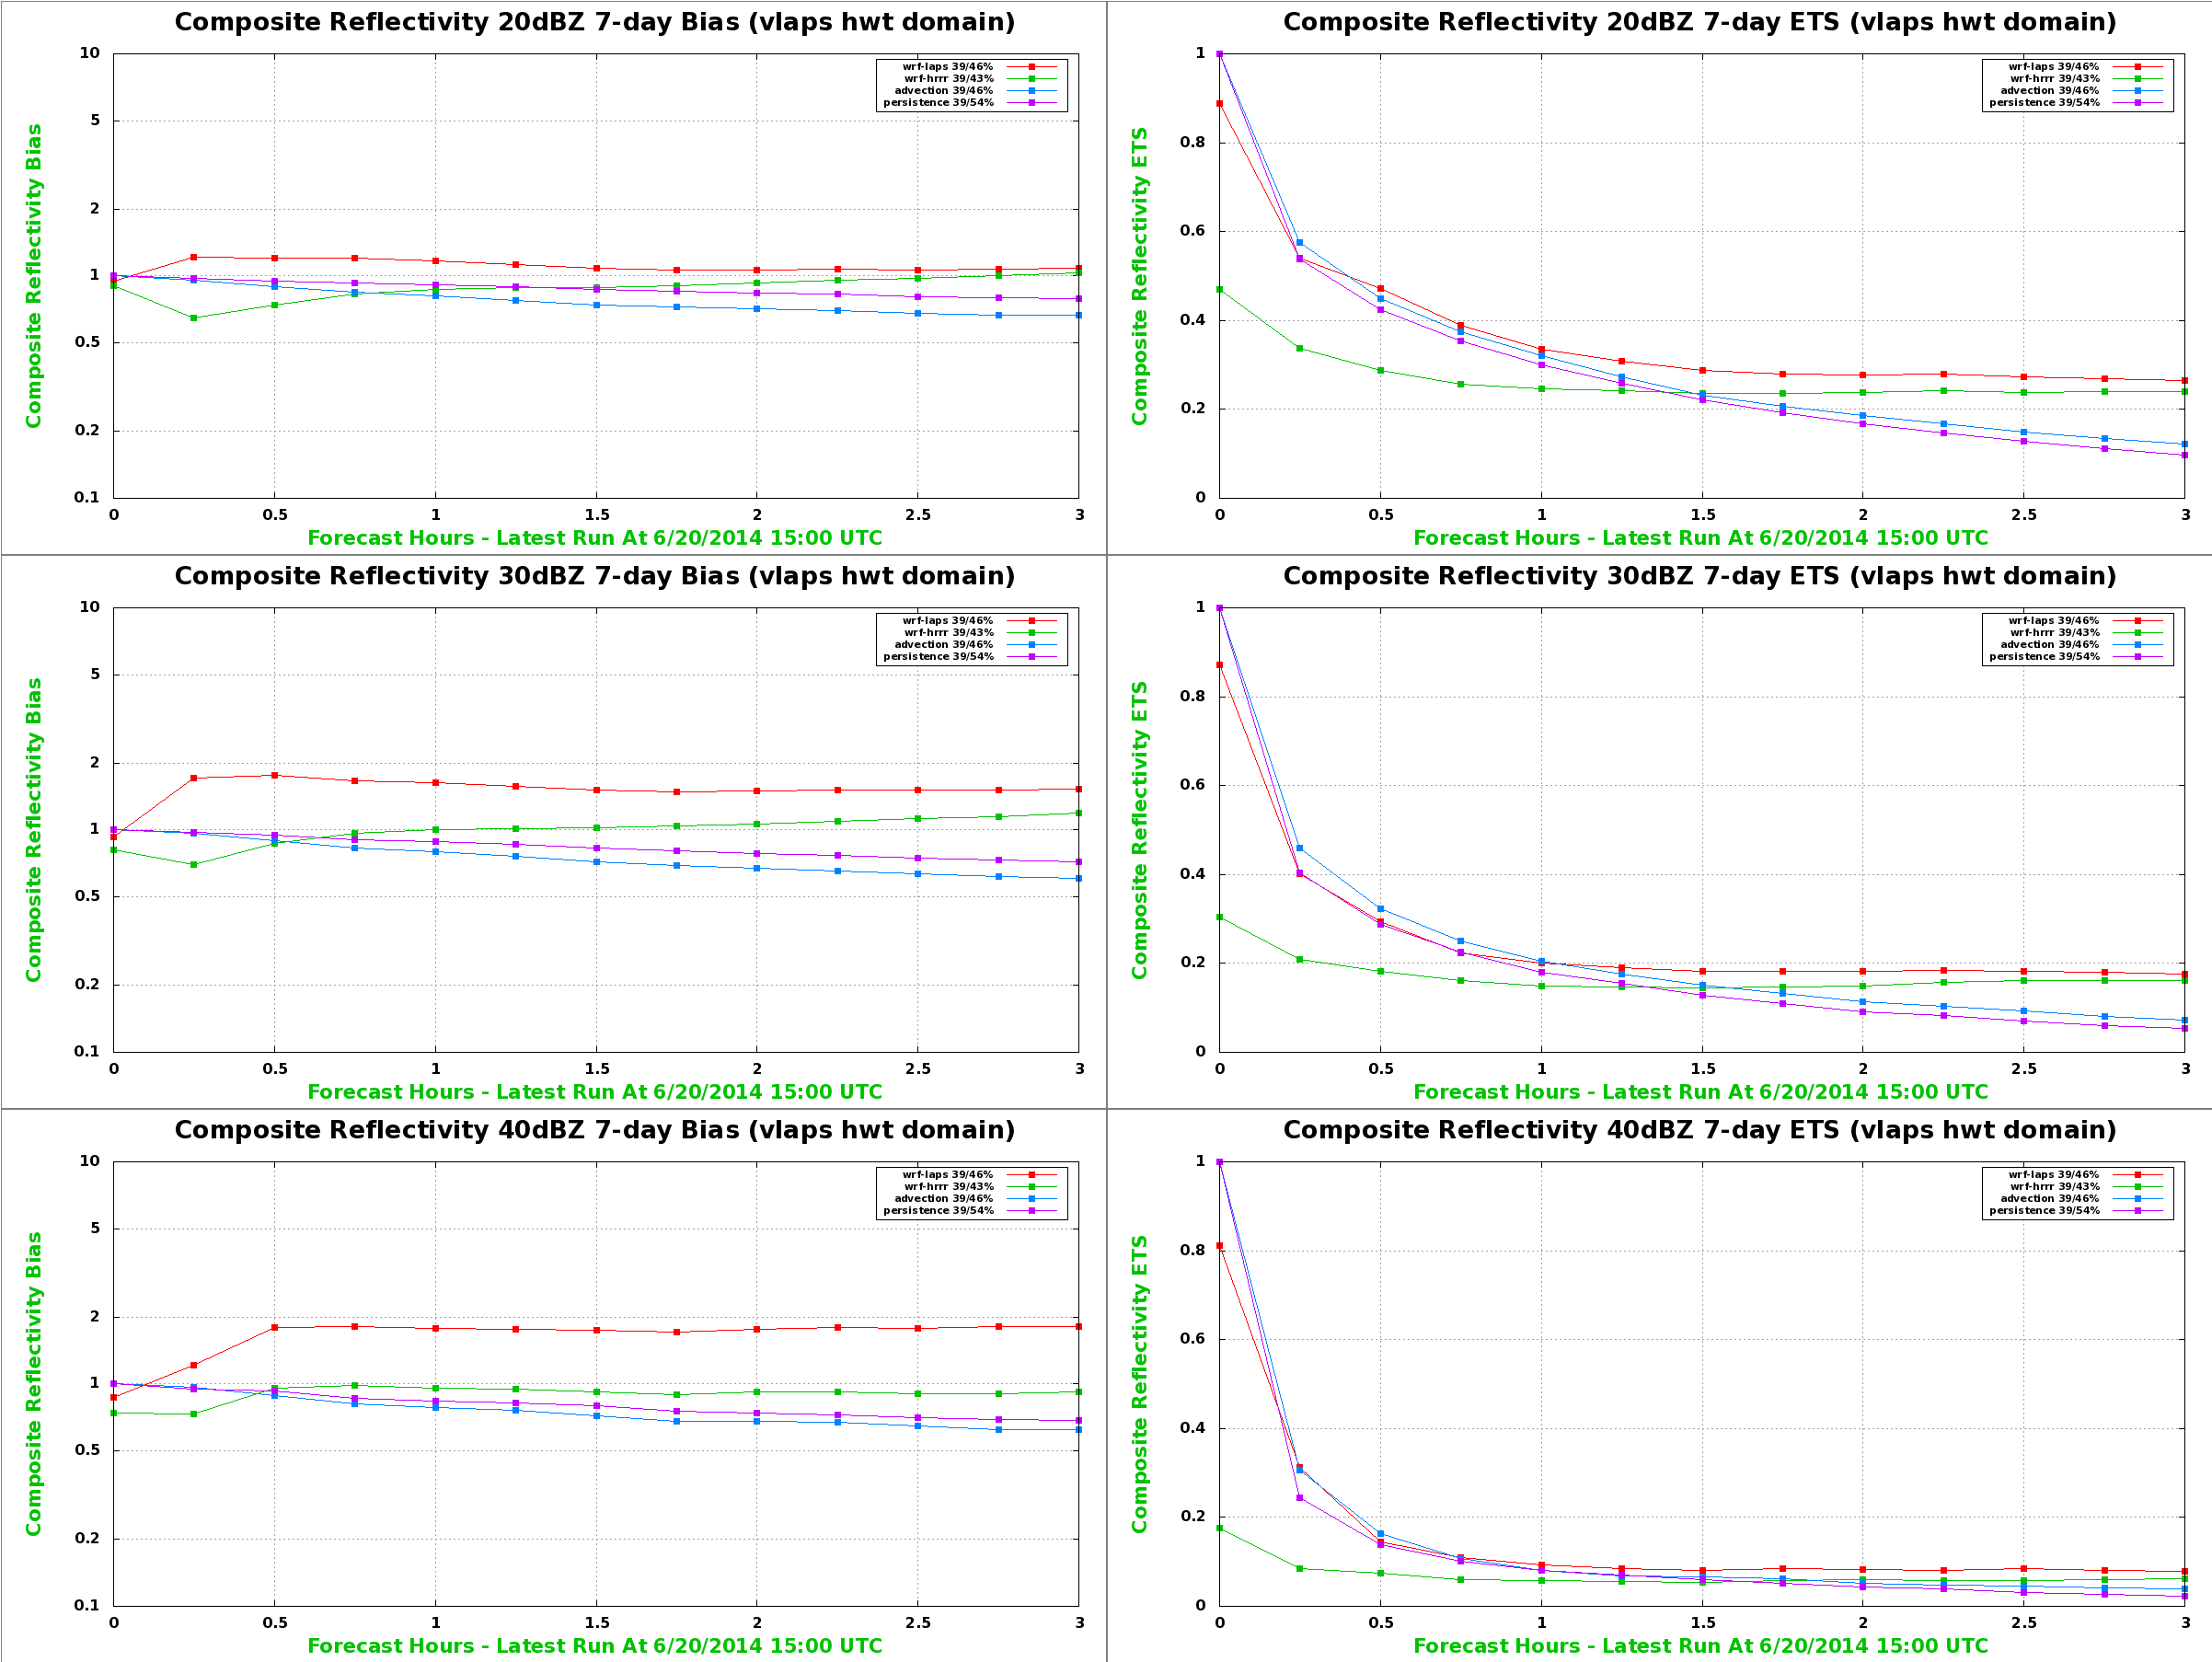 Composite Reflectivity 20dBZ 7-day Bias (vlaps hwt domain)
Composite Reflectivity Bias
10
5
2
1
0.5
0.2
0.1
wrf-laps 39/46%
wrf-hrrr 39/43%
advection 39/46%
persistence 39/54%
0 0.5 1 1.5 2 2.5 3
Forecast Hours - Latest Run At 6/20/2014 15:00 UTC
Composite Reflectivity 20dBZ 7-day ETS (vlaps hwt domain)
Composite Reflectivity ETS
1
0.8
0.6
0.4
0.2
0
wrf-laps 39/46%
wrf-hrrr 39/43%
advection 39/46%
persistence 39/54%
0 0.5 1 1.5 2 2.5 3
Forecast Hours - Latest Run At 6/20/2014 15:00 UTC
Composite Reflectivity 30dBZ 7-day Bias (vlaps hwt domain)
Composite Reflectivity Bias
10
5
2
1
0.5
0.2
0.1
wrf-laps 39/46%
wrf-hrrr 39/43%
advection 39/46%
persistence 39/54%
0 0.5 1 1.5 2 2.5 3
Forecast Hours - Latest Run At 6/20/2014 15:00 UTC
Composite Reflectivity 30dBZ 7-day ETS (vlaps hwt domain)
Composite Reflectivity ETS
1
0.8
0.6
0.4
0.2
0
wrf-laps 39/46%
wrf-hrrr 39/43%
advection 39/46%
persistence 39/54%
0 0.5 1 1.5 2 2.5 3
Forecast Hours - Latest Run At 6/20/2014 15:00 UTC
Composite Reflectivity 40dBZ 7-day Bias (vlaps hwt domain)
Composite Reflectivity Bias
10
5
2
1
0.5
0.2
0.1
wrf-laps 39/46%
wrf-hrrr 39/43%
advection 39/46%
persistence 39/54%
0 0.5 1 1.5 2 2.5 3
Forecast Hours - Latest Run At 6/20/2014 15:00 UTC
Composite Reflectivity 40dBZ 7-day ETS (vlaps hwt domain)
Composite Reflectivity ETS
1
0.8
0.6
0.4
0.2
0
wrf-laps 39/46%
wrf-hrrr 39/43%
advection 39/46%
persistence 39/54%
0 0.5 1 1.5 2 2.5 3
Forecast Hours - Latest Run At 6/20/2014 15:00 UTC